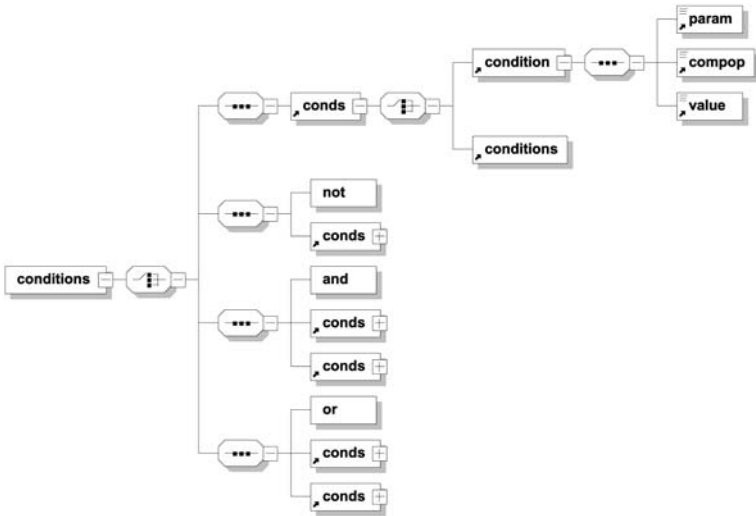 param
condition
compop
conds
value
conditions
not
conds
conditions
and
conds
conds
or
conds
conds